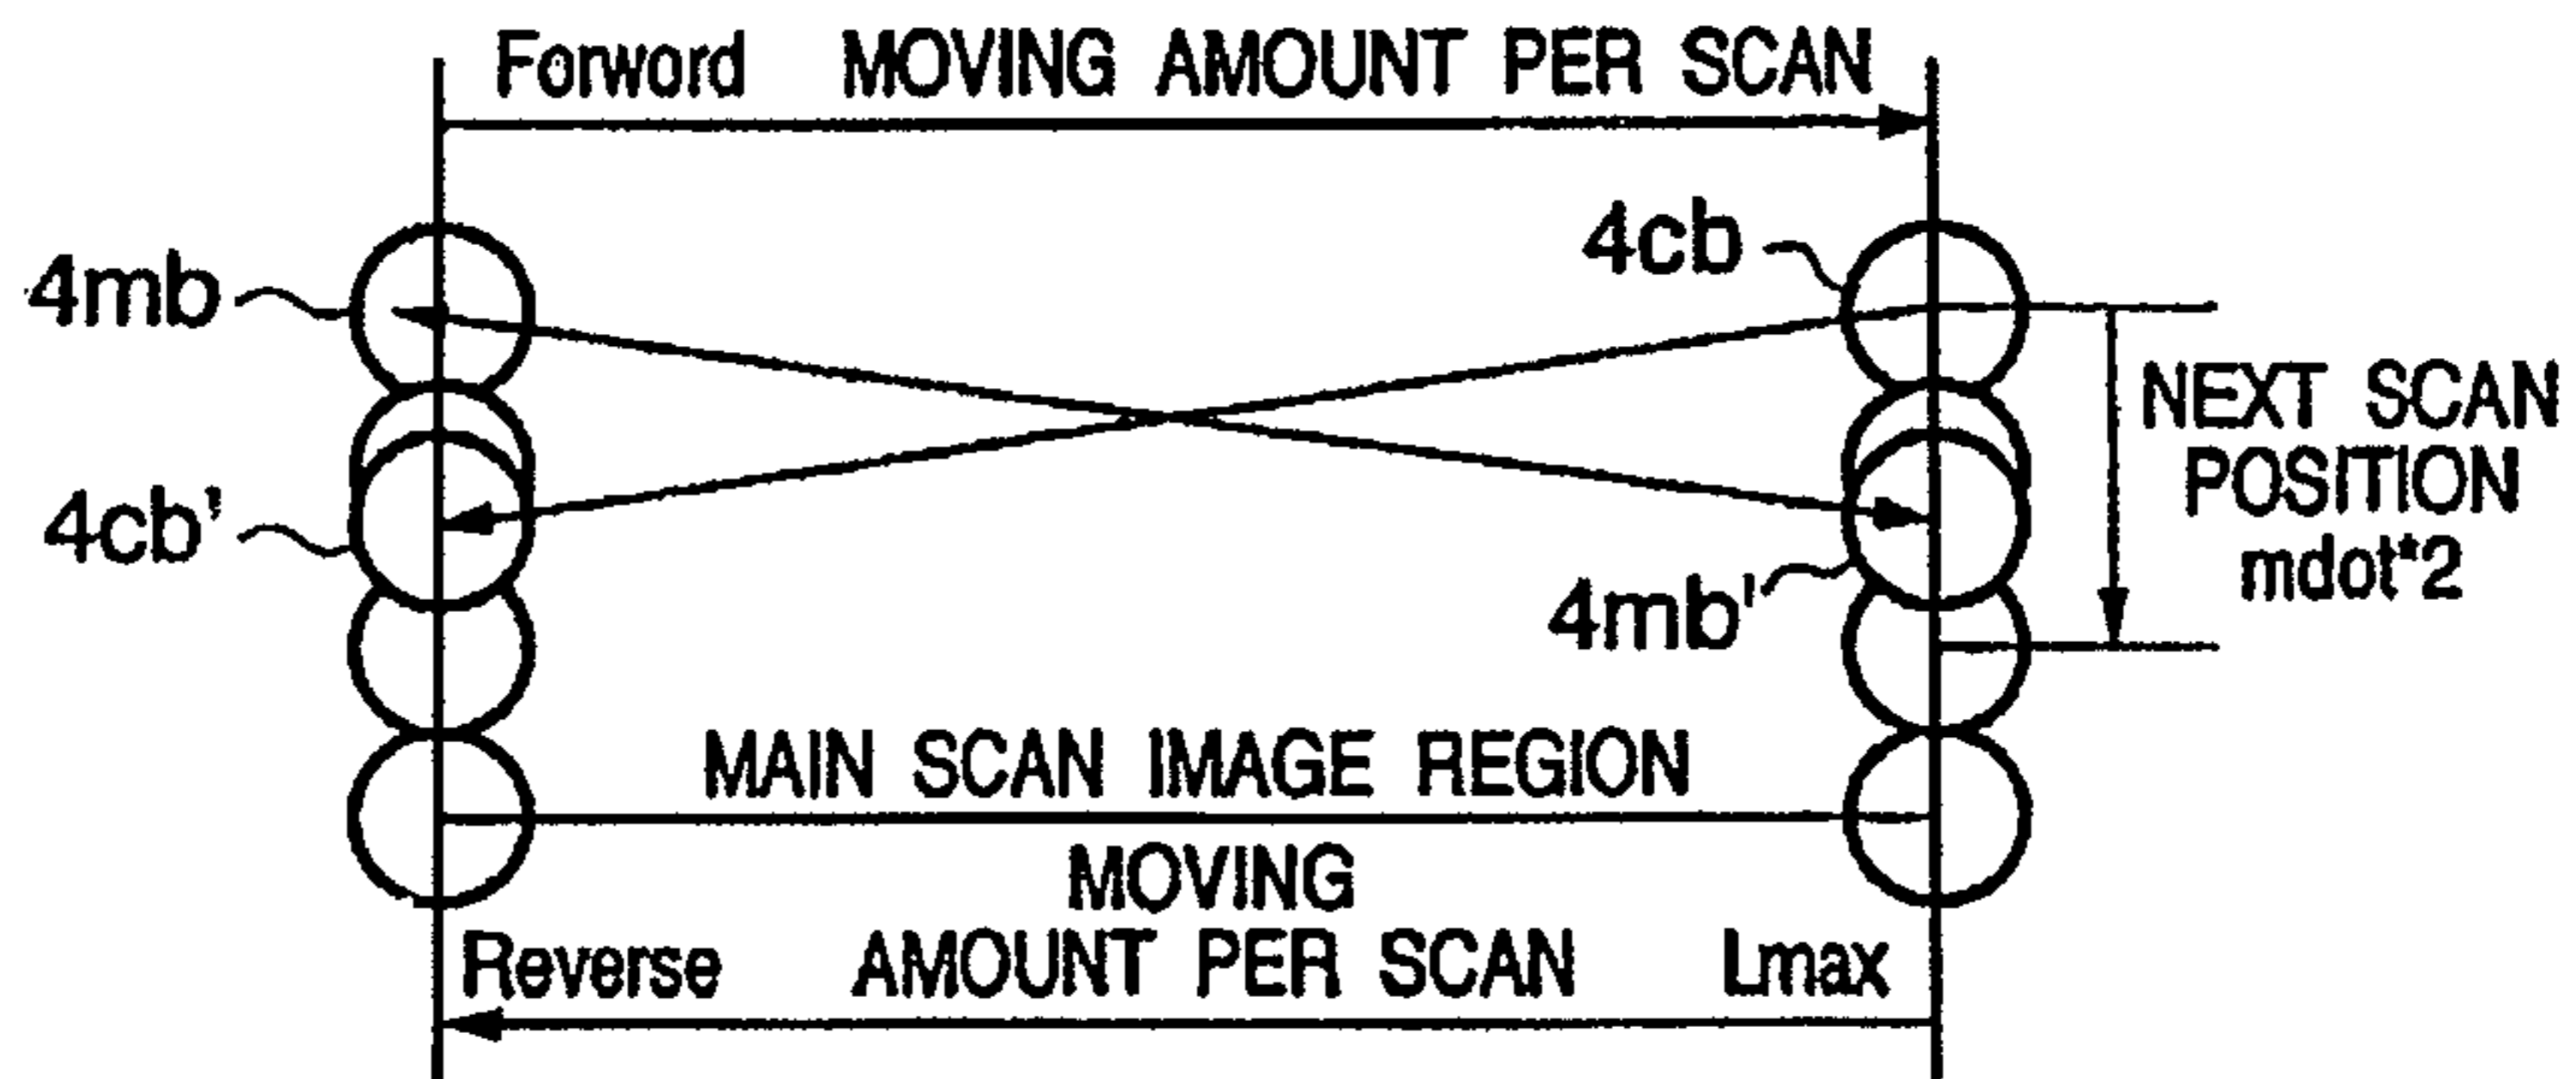 Forword MOVING AMOUNT PER SCAN
4mb
4cb
4cb'
4mb'
NEXT SCAN
POSITION
mdot*2
MAIN SCAN IMAGE REGION
MOVING
Reverse AMOUNT PER SCAN Lmax